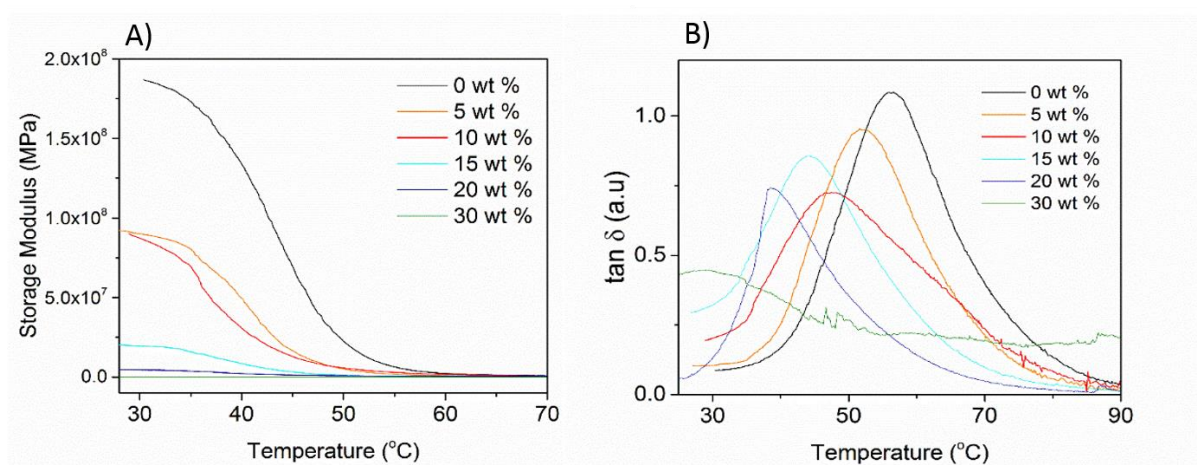 A)
2.0x10⁸
1.5x10⁸
1.0x10⁸
5.0x10⁷
0.0
Storage Modulus (MPa)
0 wt %
5 wt %
10 wt %
15 wt %
20 wt %
30 wt %
30 40 50 60 70
Temperature (°C)
B)
1.0
0.5
0.0
tan δ (a.u)
0 wt %
5 wt %
10 wt %
15 wt %
20 wt %
30 wt %
30 50 70 90
Temperature (°C)